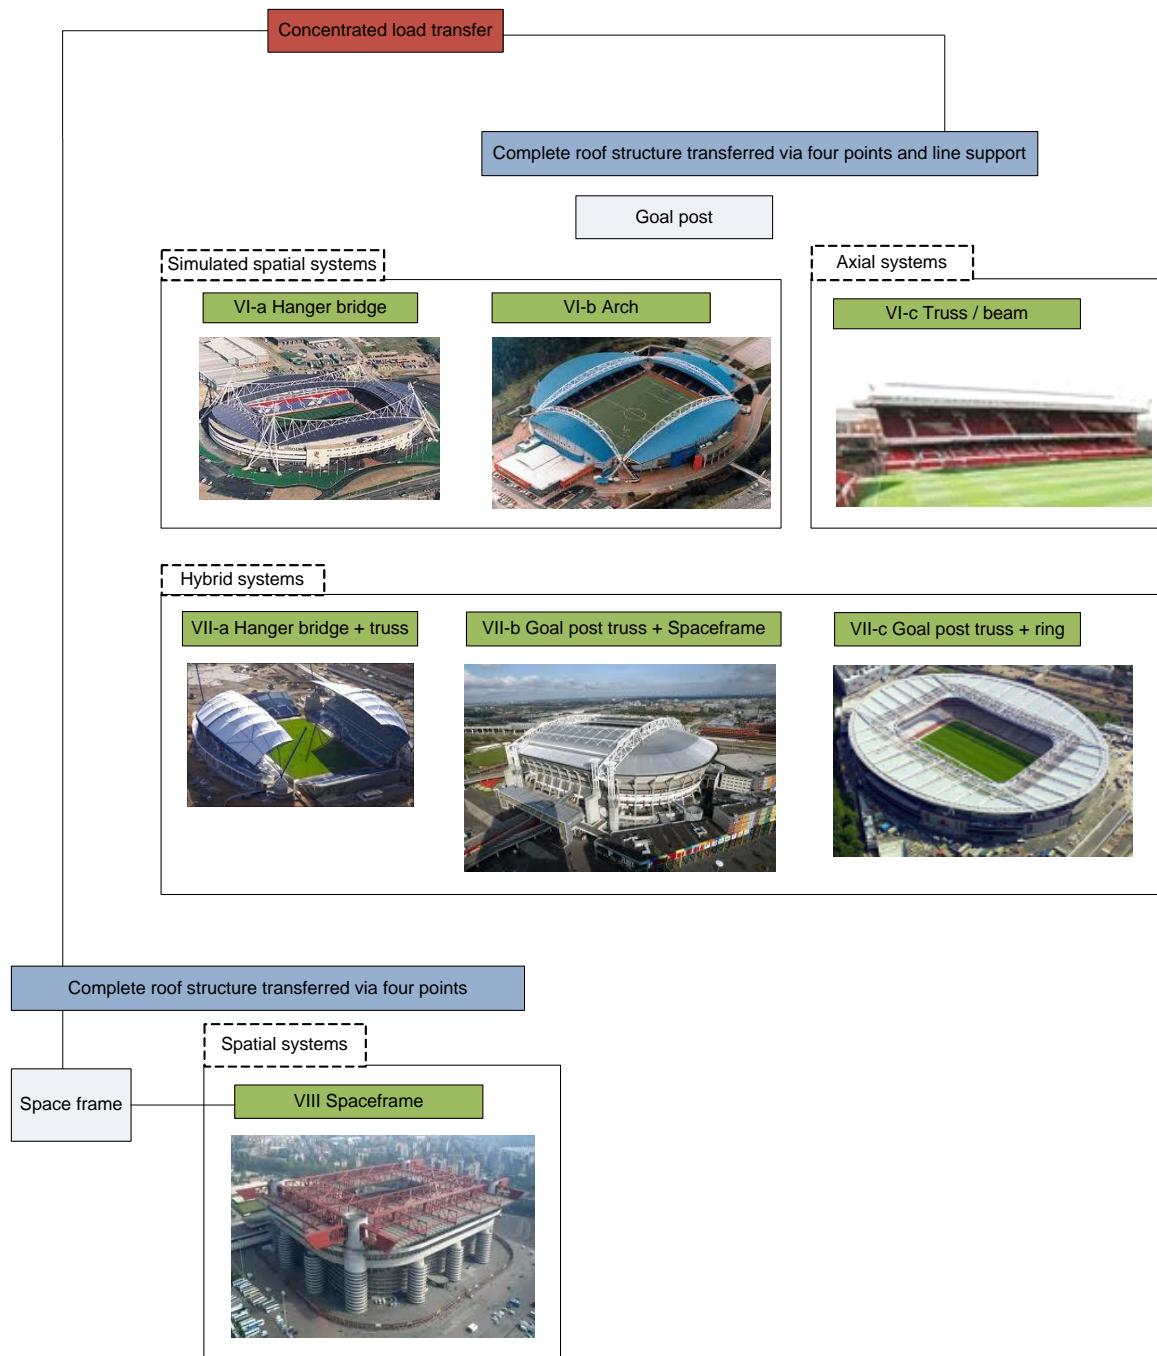 Concentrated load transfer
Complete roof structure transferred via four points and line support
Goal post
Simulated spatial systems
Axial systems
VI-a Hanger bridge
VI-b Arch
VI-c Truss / beam
Hybrid systems
VII-a Hanger bridge + truss
VII-b Goal post truss + Spaceframe
VII-c Goal post truss + ring
Complete roof structure transferred via four points
Spatial systems
Space frame
VIII Spaceframe